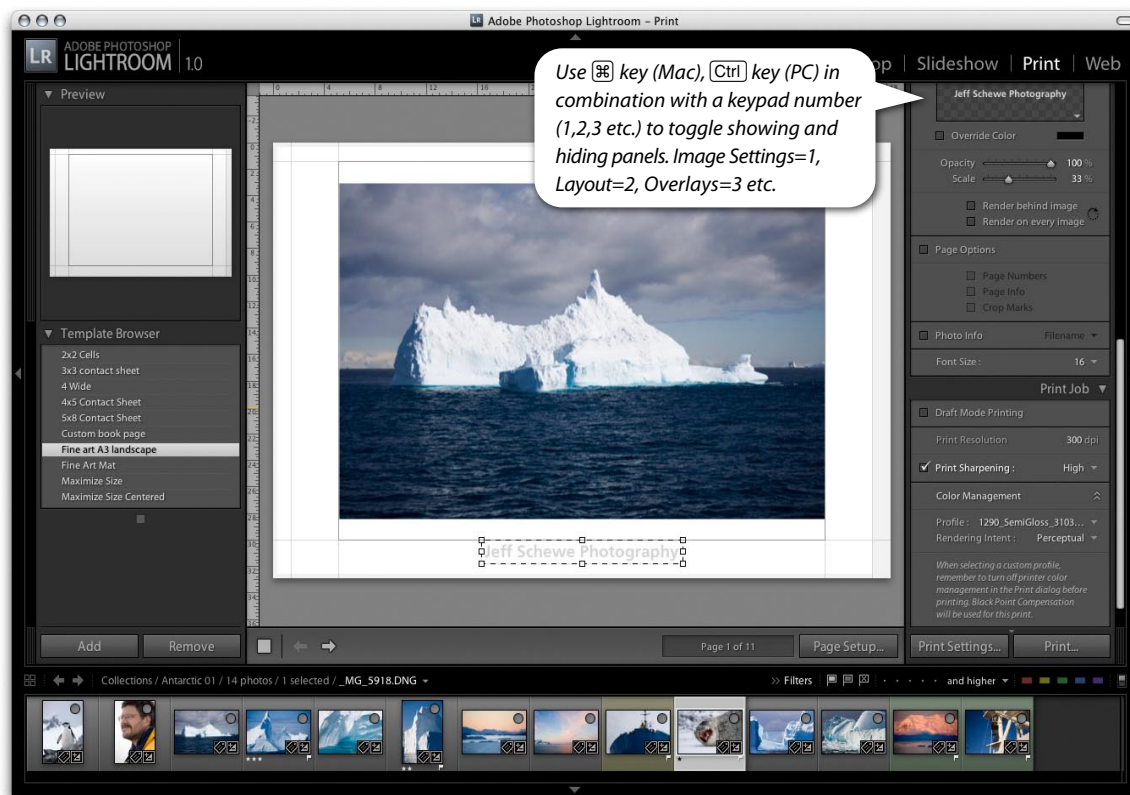 Adobe Photoshop Lightroom – Print
LR
ADOBE PHOTOSHOP
LIGHTROOM | 1.0
op | Slideshow | Print | Web
Use ⌘ key (Mac), Ctrl key (PC) in
combination with a keypad number
(1,2,3 etc.) to toggle showing and
hiding panels. Image Settings=1,
Layout=2, Overlays=3 etc.
Preview
Template Browser
2x2 Cells
3x3 contact sheet
4 Wide
4x5 Contact Sheet
5x8 Contact Sheet
Custom book page
Fine art A3 landscape
Fine Art Mat
Maximize Size
Maximize Size Centered
Add Remove
Jeff Schewe Photography
Page 1 of 11
Page Setup...
Jeff Schewe Photography
Override Color
Opacity 100 %
Scale 33 %
Render behind image
Render on every image
Page Options
Page Numbers
Page Info
Crop Marks
Photo Info Filename
Font Size : 16
Print Job
Draft Mode Printing
Print Resolution 300 dpi
Print Sharpening : High
Color Management
Profile : 1290_SemiGloss_3103...
Rendering Intent : Perceptual
When selecting a custom profile,
remember to turn off printer color
management in the Print dialog before
printing. Black Point Compensation
will be used for this print.
Print Settings... Print...
Collections / Antarctic 01 / 14 photos / 1 selected / _MG_5918.DNG
Filters and higher